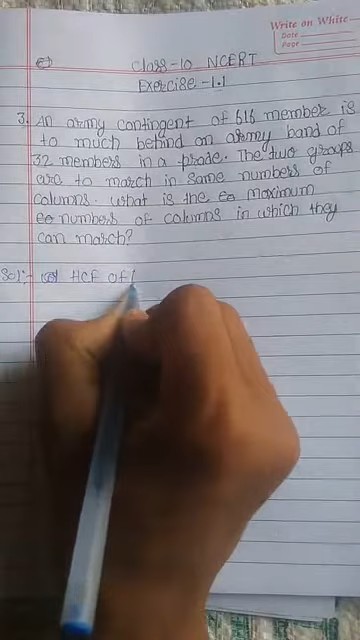 Write on White
Date
Page
Class-10 NCERT
Exercise -1.1
3. An army contingent of 616 member is
to much behind on army band of
32 members in a prade. The two groups
are to march in same numbers of
columns. what is the maximum
numbers of columns in which they
can march?
Sol:- HCF of